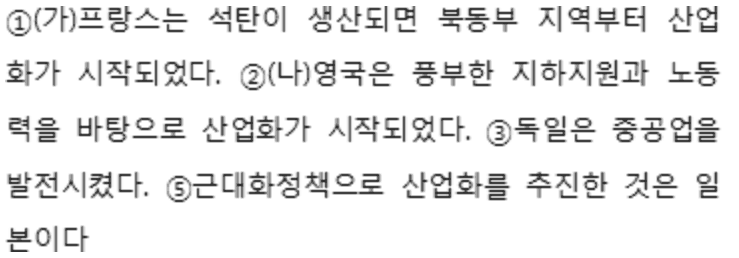 ①(가)프랑스는 석탄이 생산되면 북동부 지역부터 산업
화가 시작되었다. ②(나)영국은 풍부한 지하지원과 노동
력을 바탕으로 산업화가 시작되었다. ③독일은 중공업을
발전시켰다. ⑤근대화정책으로 산업화를 추진한 것은 일
본이다